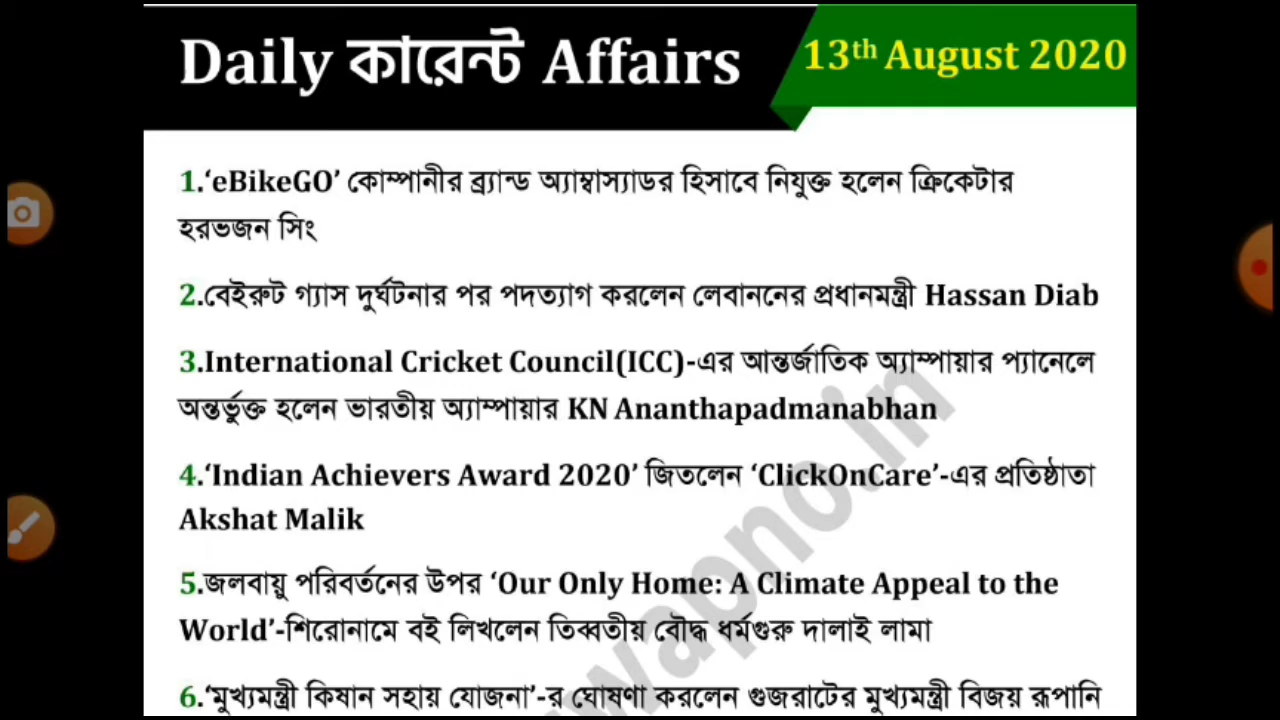 Daily কারেন্ট Affairs
13th August 2020
1.‘eBikeGO’ কোম্পানীর ব্র্যান্ড অ্যাম্বাস্যাডর হিসাবে নিযুক্ত হলেন ক্রিকেটার
হরভজন সিং
2.বেইরুট গ্যাস দুর্ঘটনার পর পদত্যাগ করলেন লেবাননের প্রধানমন্ত্রী Hassan Diab
3.International Cricket Council(ICC)-এর আন্তর্জাতিক অ্যাম্পায়ার প্যানেলে
অন্তর্ভুক্ত হলেন ভারতীয় অ্যাম্পায়ার KN Ananthapadmanabhan
4.‘Indian Achievers Award 2020’ জিতলেন ‘ClickOnCare’-এর প্রতিষ্ঠাতা
Akshat Malik
5.জলবায়ু পরিবর্তনের উপর ‘Our Only Home: A Climate Appeal to the
World’-শিরোনামে বই লিখলেন তিব্বতীয় বৌদ্ধ ধর্মগুরু দালাই লামা
6.‘মুখ্যমন্ত্রী কিষান সহায় যোজনা’-র ঘোষণা করলেন গুজরাটের মুখ্যমন্ত্রী বিজয় রূপানি